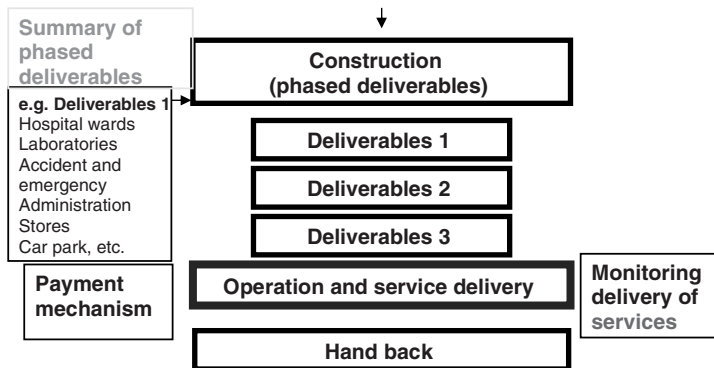 Summary of
phased
deliverables
Construction
(phased deliverables)
e.g. Deliverables 1
Hospital wards
Laboratories
Accident and
emergency
Administration
Stores
Car park, etc.
Deliverables 1
Deliverables 2
Deliverables 3
Payment
mechanism
Operation and service delivery
Monitoring
delivery of
services
Hand back